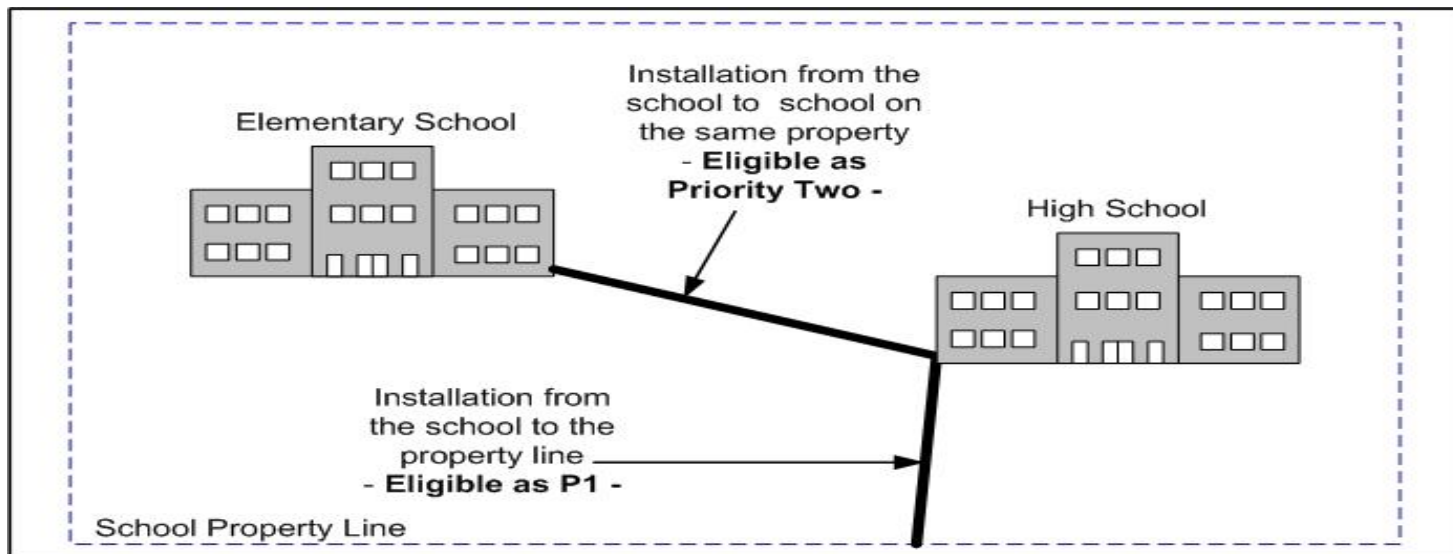 Elementary School
Installation from the
school to school on
the same property
- Eligible as
Priority Two -
High School
Installation from
the school to the
property line
- Eligible as P1 -
School Property Line